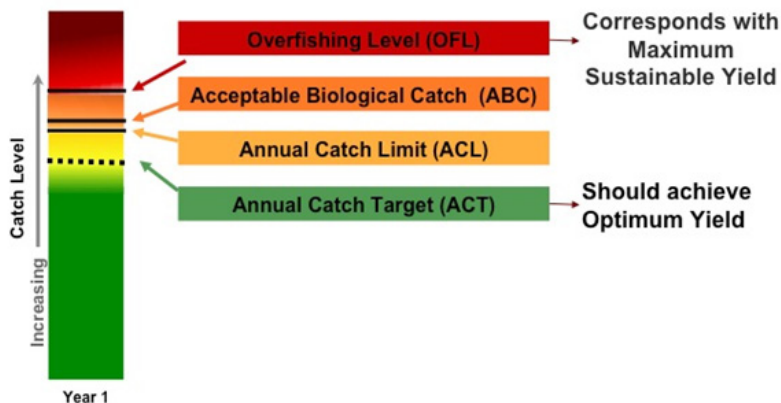 Overfishing Level (OFL)
Corresponds with
Maximum
Sustainable Yield
Acceptable Biological Catch (ABC)
Annual Catch Limit (ACL)
Annual Catch Target (ACT)
Should achieve
Optimum Yield
Catch Level
Increasing
Year 1